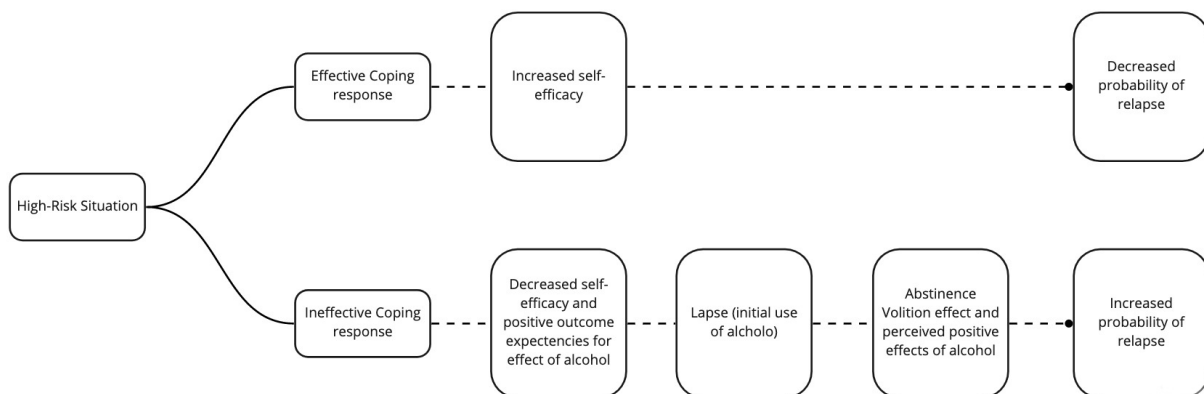 Effective Coping
response
Increased self-
efficacy
Decreased
probability of
relapse
High-Risk Situation
Ineffective Coping
response
Decreased self-
efficacy and
positive outcome
expectencies for
effect of alcohol
Lapse (initial use
of alcholo)
Abstinence
Volition effect and
perceived positive
effects of alcohol
Increased
probability of
relapse